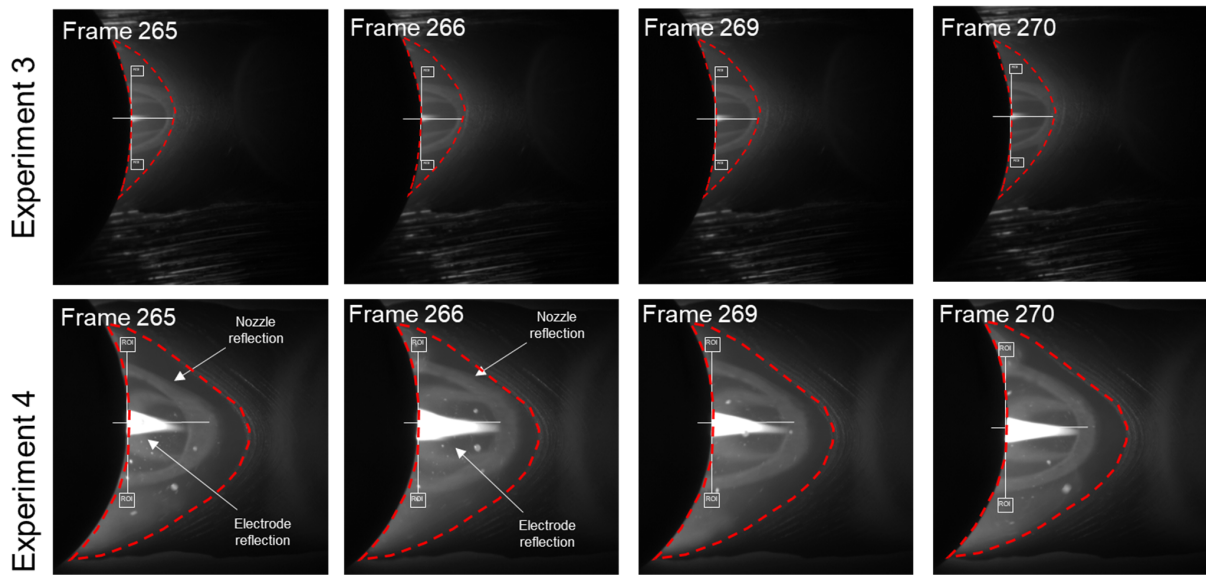 Experiment 3
Frame 265
Frame 266
Frame 269
Frame 270
Experiment 4
Frame 265
Nozzle
reflection
ROI
ROI
Electrode
reflection
Frame 266
Nozzle
reflection
ROI
ROI
Electrode
reflection
Frame 269
ROI
ROI
Frame 270
ROI
ROI